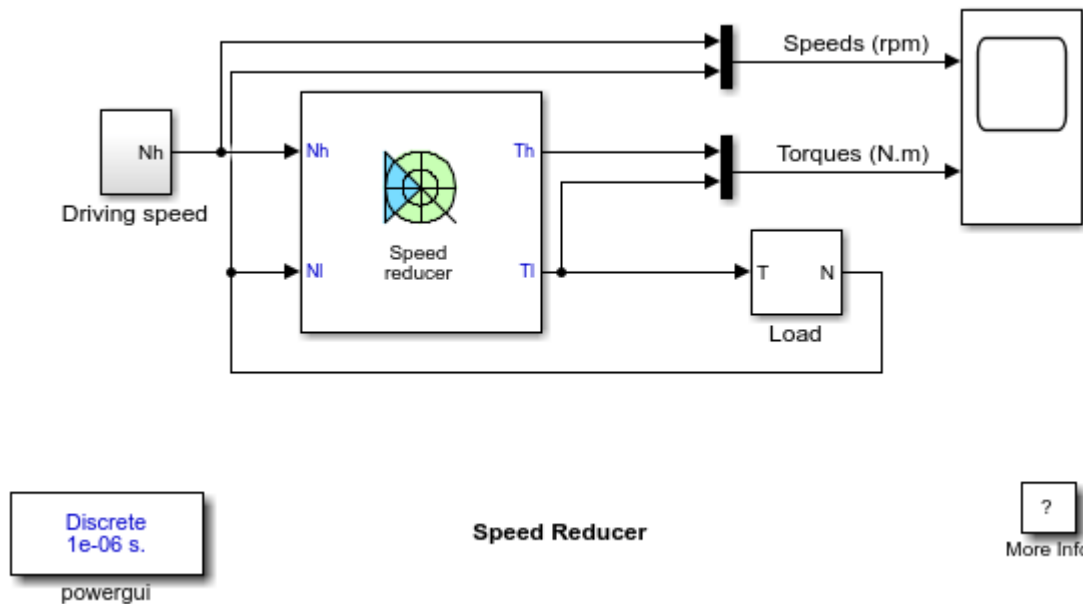 Speeds (rpm)
Nh
Driving speed
Nh
Th
Torques (N.m)
Speed
reducer
Nl
Tl
T
N
Load
Discrete
1e-06 s.
powergui
Speed Reducer
?
More Info